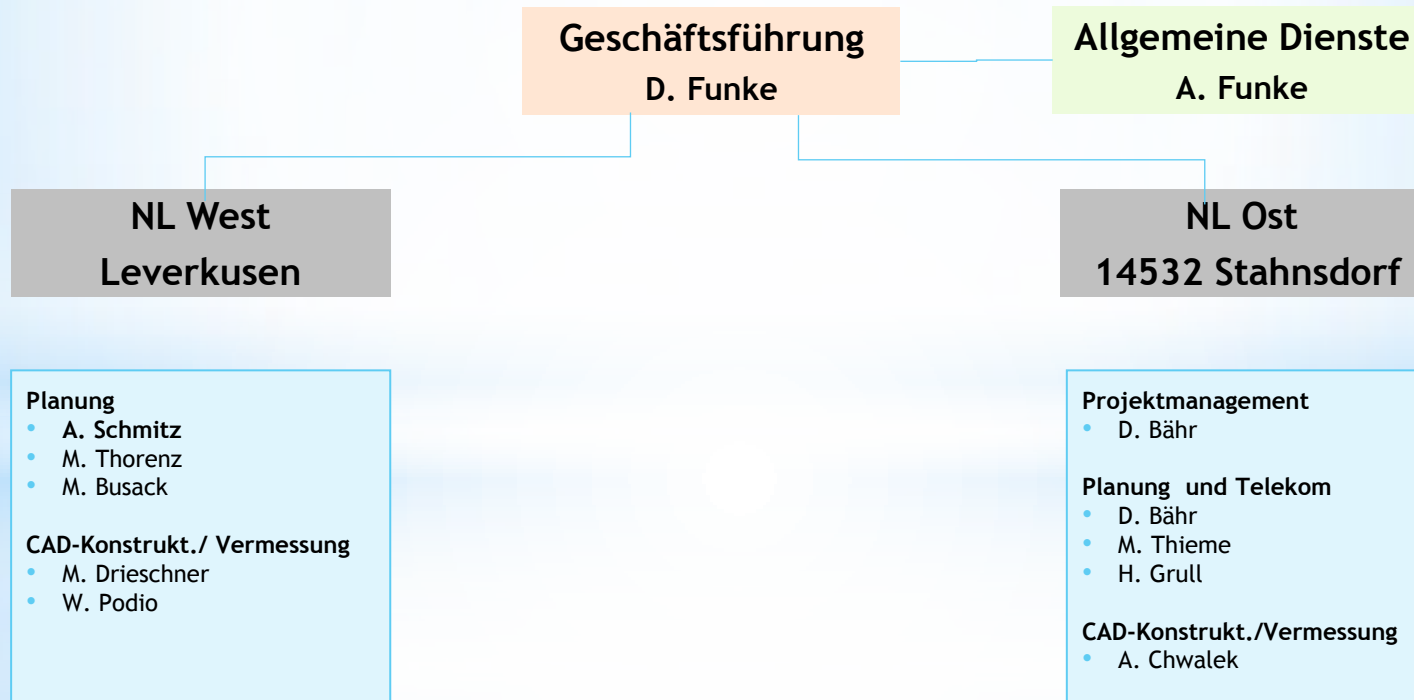 Geschäftsführung
D. Funke
Allgemeine Dienste
A. Funke
NL West
Leverkusen
NL Ost
14532 Stahnsdorf
Planung
• A. Schmitz
• M. Thorenz
• M. Busack
CAD-Konstrukt./ Vermessung
• M. Drieschner
• W. Podio
Projektmanagement
• D. Bähr
Planung und Telekom
• D. Bähr
• M. Thieme
• H. Grull
CAD-Konstrukt./Vermessung
• A. Chwalek